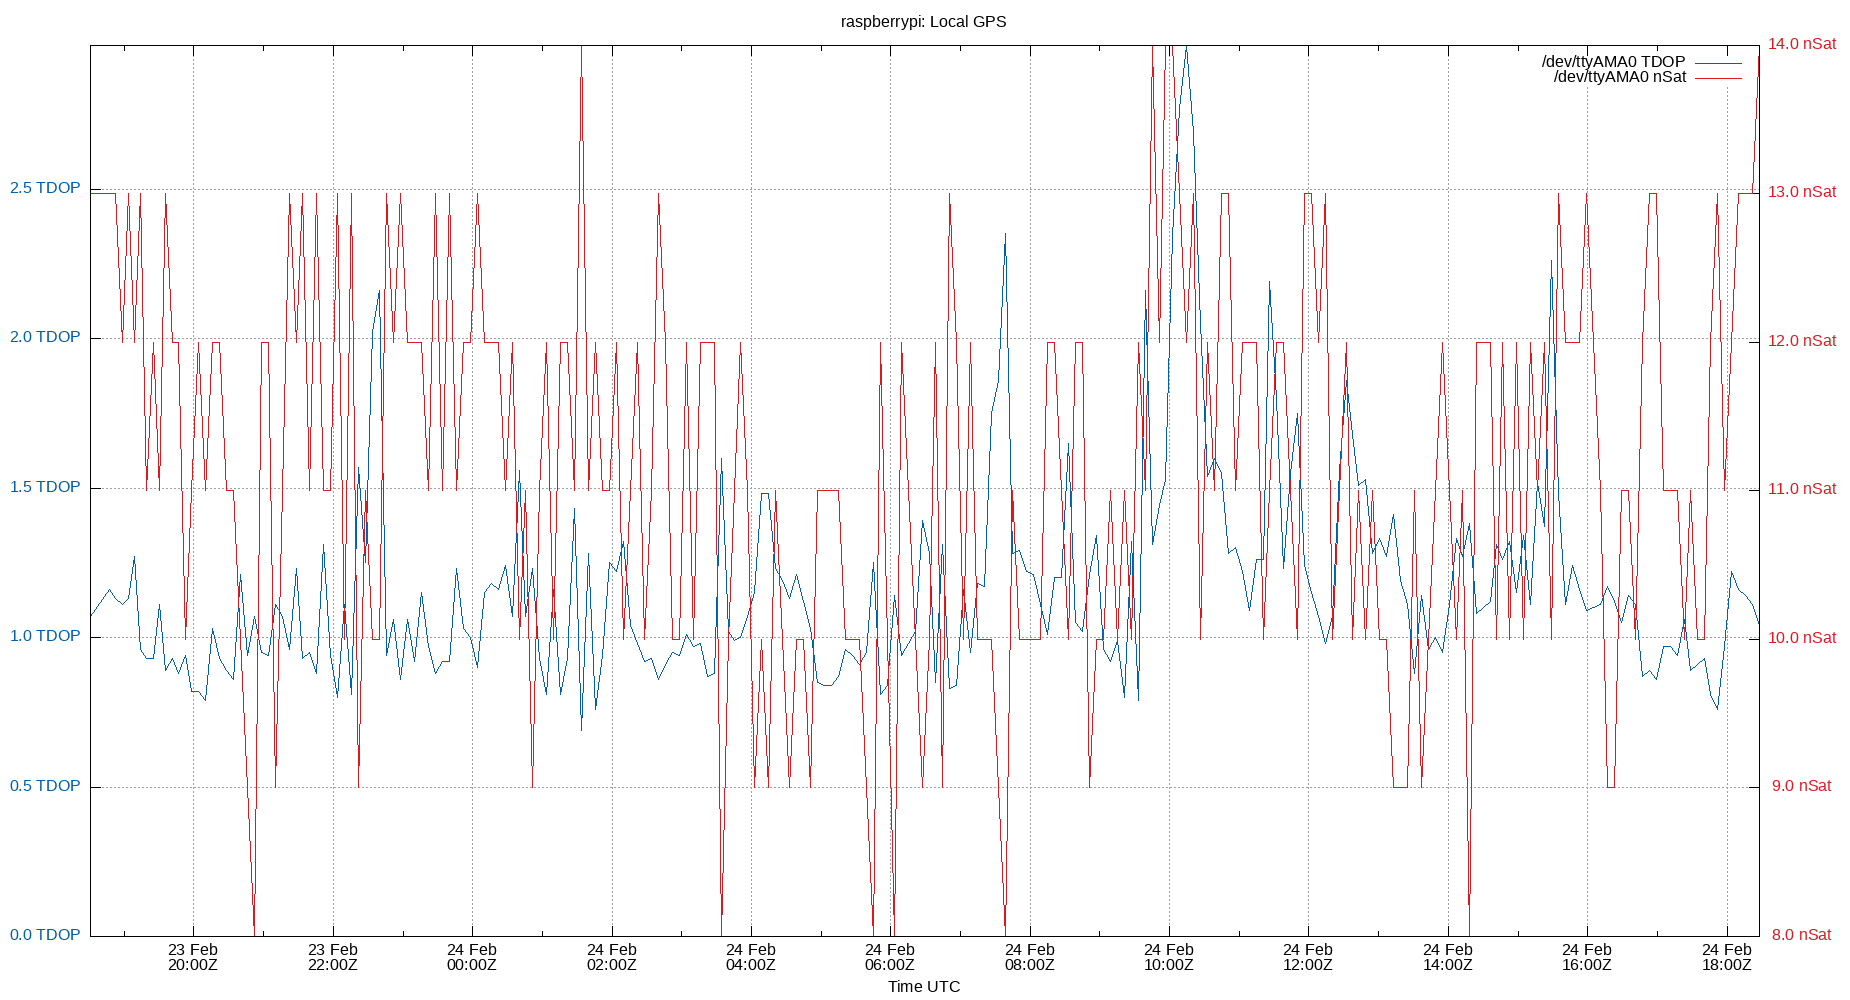 raspberrypi: Local GPS
/dev/ttyAMA0 TDOP
/dev/ttyAMA0 nSat
2.5 TDOP
2.0 TDOP
1.5 TDOP
1.0 TDOP
0.5 TDOP
0.0 TDOP
14.0 nSat
13.0 nSat
12.0 nSat
11.0 nSat
10.0 nSat
9.0 nSat
8.0 nSat
23 Feb
20:00Z
23 Feb
22:00Z
24 Feb
00:00Z
24 Feb
02:00Z
24 Feb
04:00Z
24 Feb
06:00Z
24 Feb
08:00Z
24 Feb
10:00Z
24 Feb
12:00Z
24 Feb
14:00Z
24 Feb
16:00Z
24 Feb
18:00Z
Time UTC